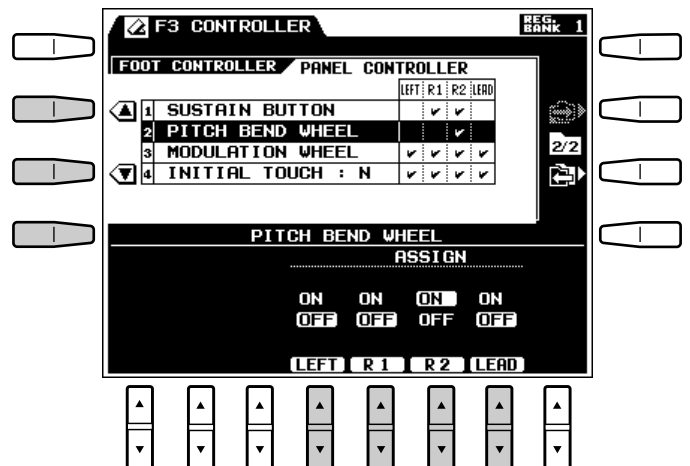 F3 CONTROLLER
REG. BANK 1
FOOT CONTROLLER PANEL CONTROLLER
LEFT R1 R2 LEAD
1 SUSTAIN BUTTON
2 PITCH BEND WHEEL
2/2
3 MODULATION WHEEL
4 INITIAL TOUCH : N
PITCH BEND WHEEL
ASSIGN
ON ON ON ON
OFF OFF OFF OFF
LEFT R 1 R 2 LEAD